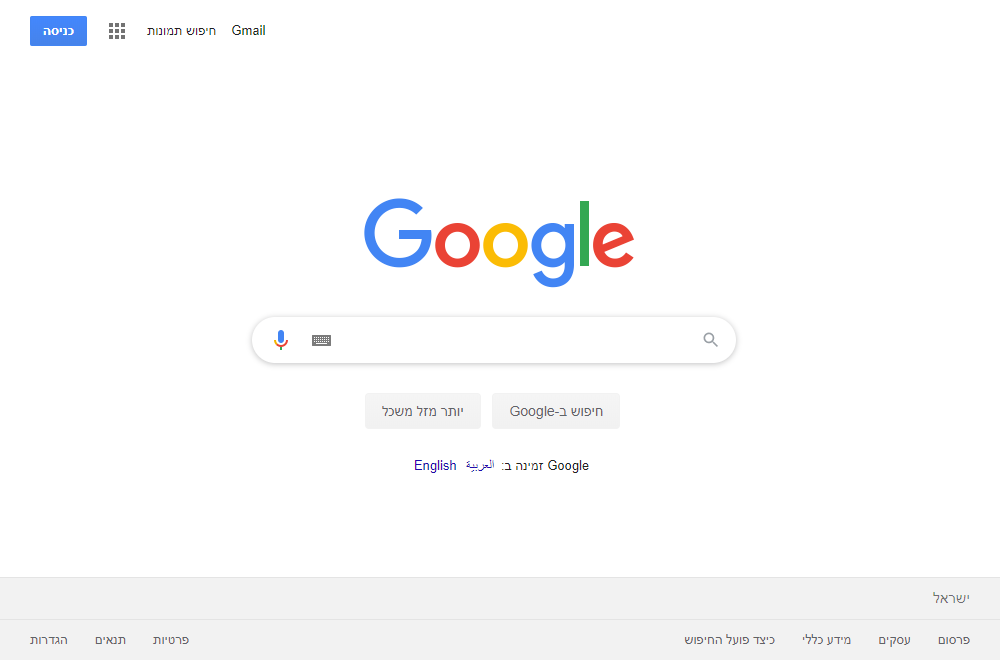 Gmail חיפוש תמונות כניסה
Google
חיפוש ב-Google יותר מזל משכל
Google זמינה ב: العربية English
ישראל
פרסום עסקים מידע כללי כיצד פועל החיפוש פרטיות תנאים הגדרות